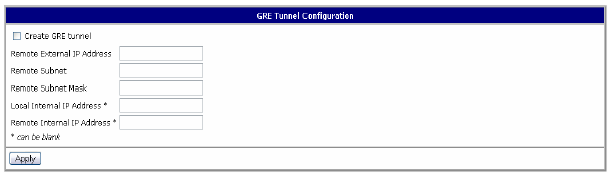 GRE Tunnel Configuration
Create GRE tunnel
Remote External IP Address
Remote Subnet
Remote Subnet Mask
Local Internal IP Address *
Remote Internal IP Address *
* can be blank
Apply